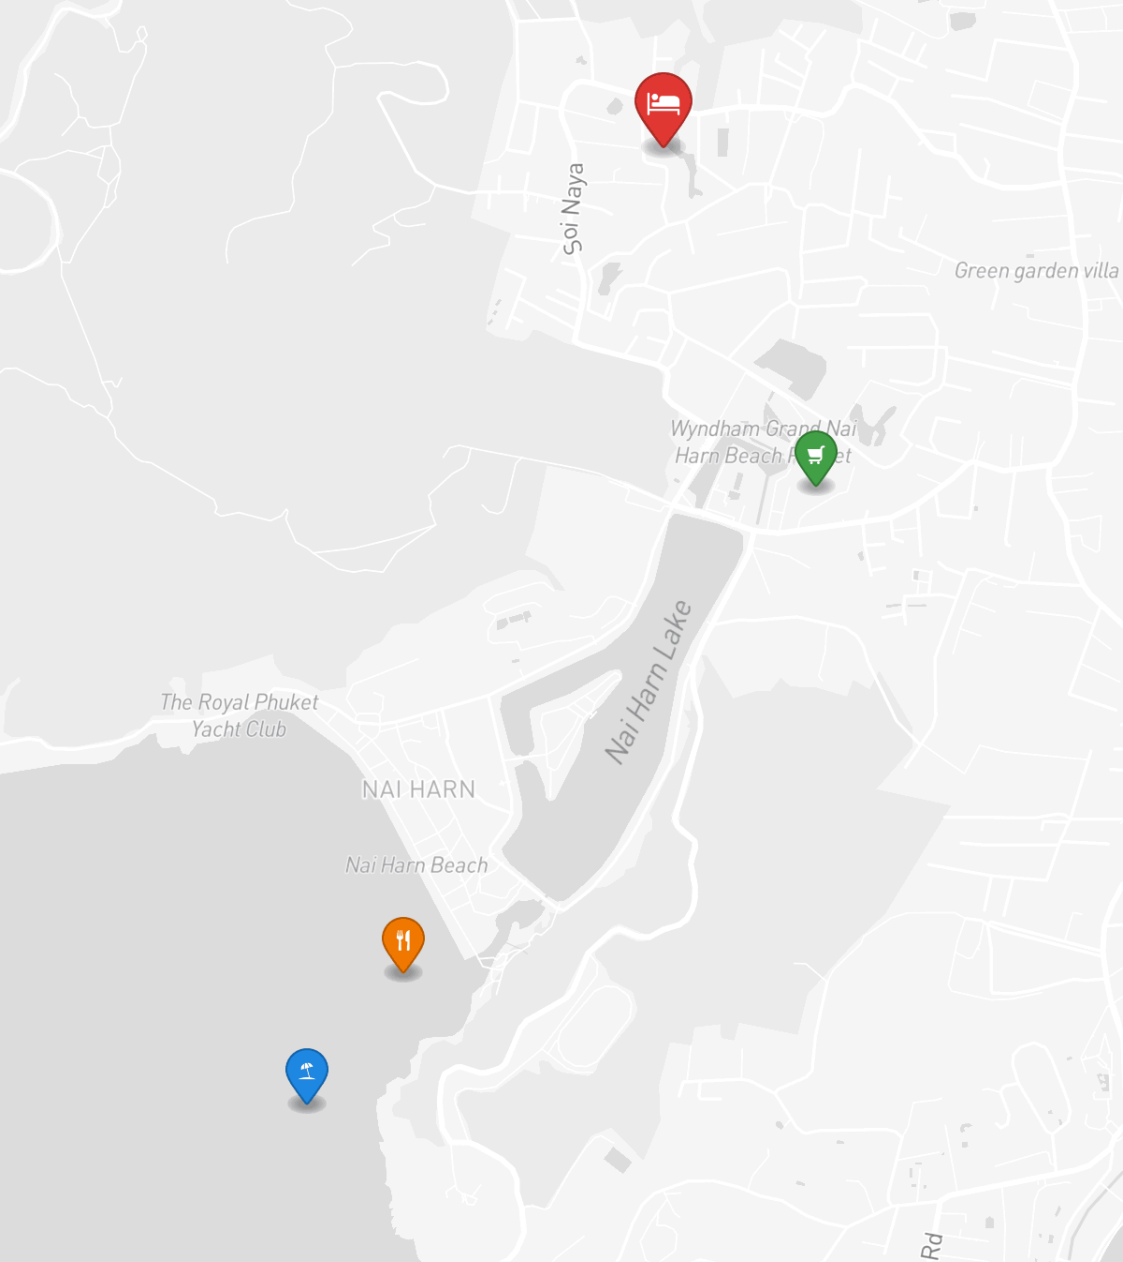 Soi Naya
Green garden villa
Wyndham Grand Nai
Harn Beach
Nai Harn Lake
The Royal Phuket
Yacht Club
NAI HARN
Nai Harn Beach
Rd